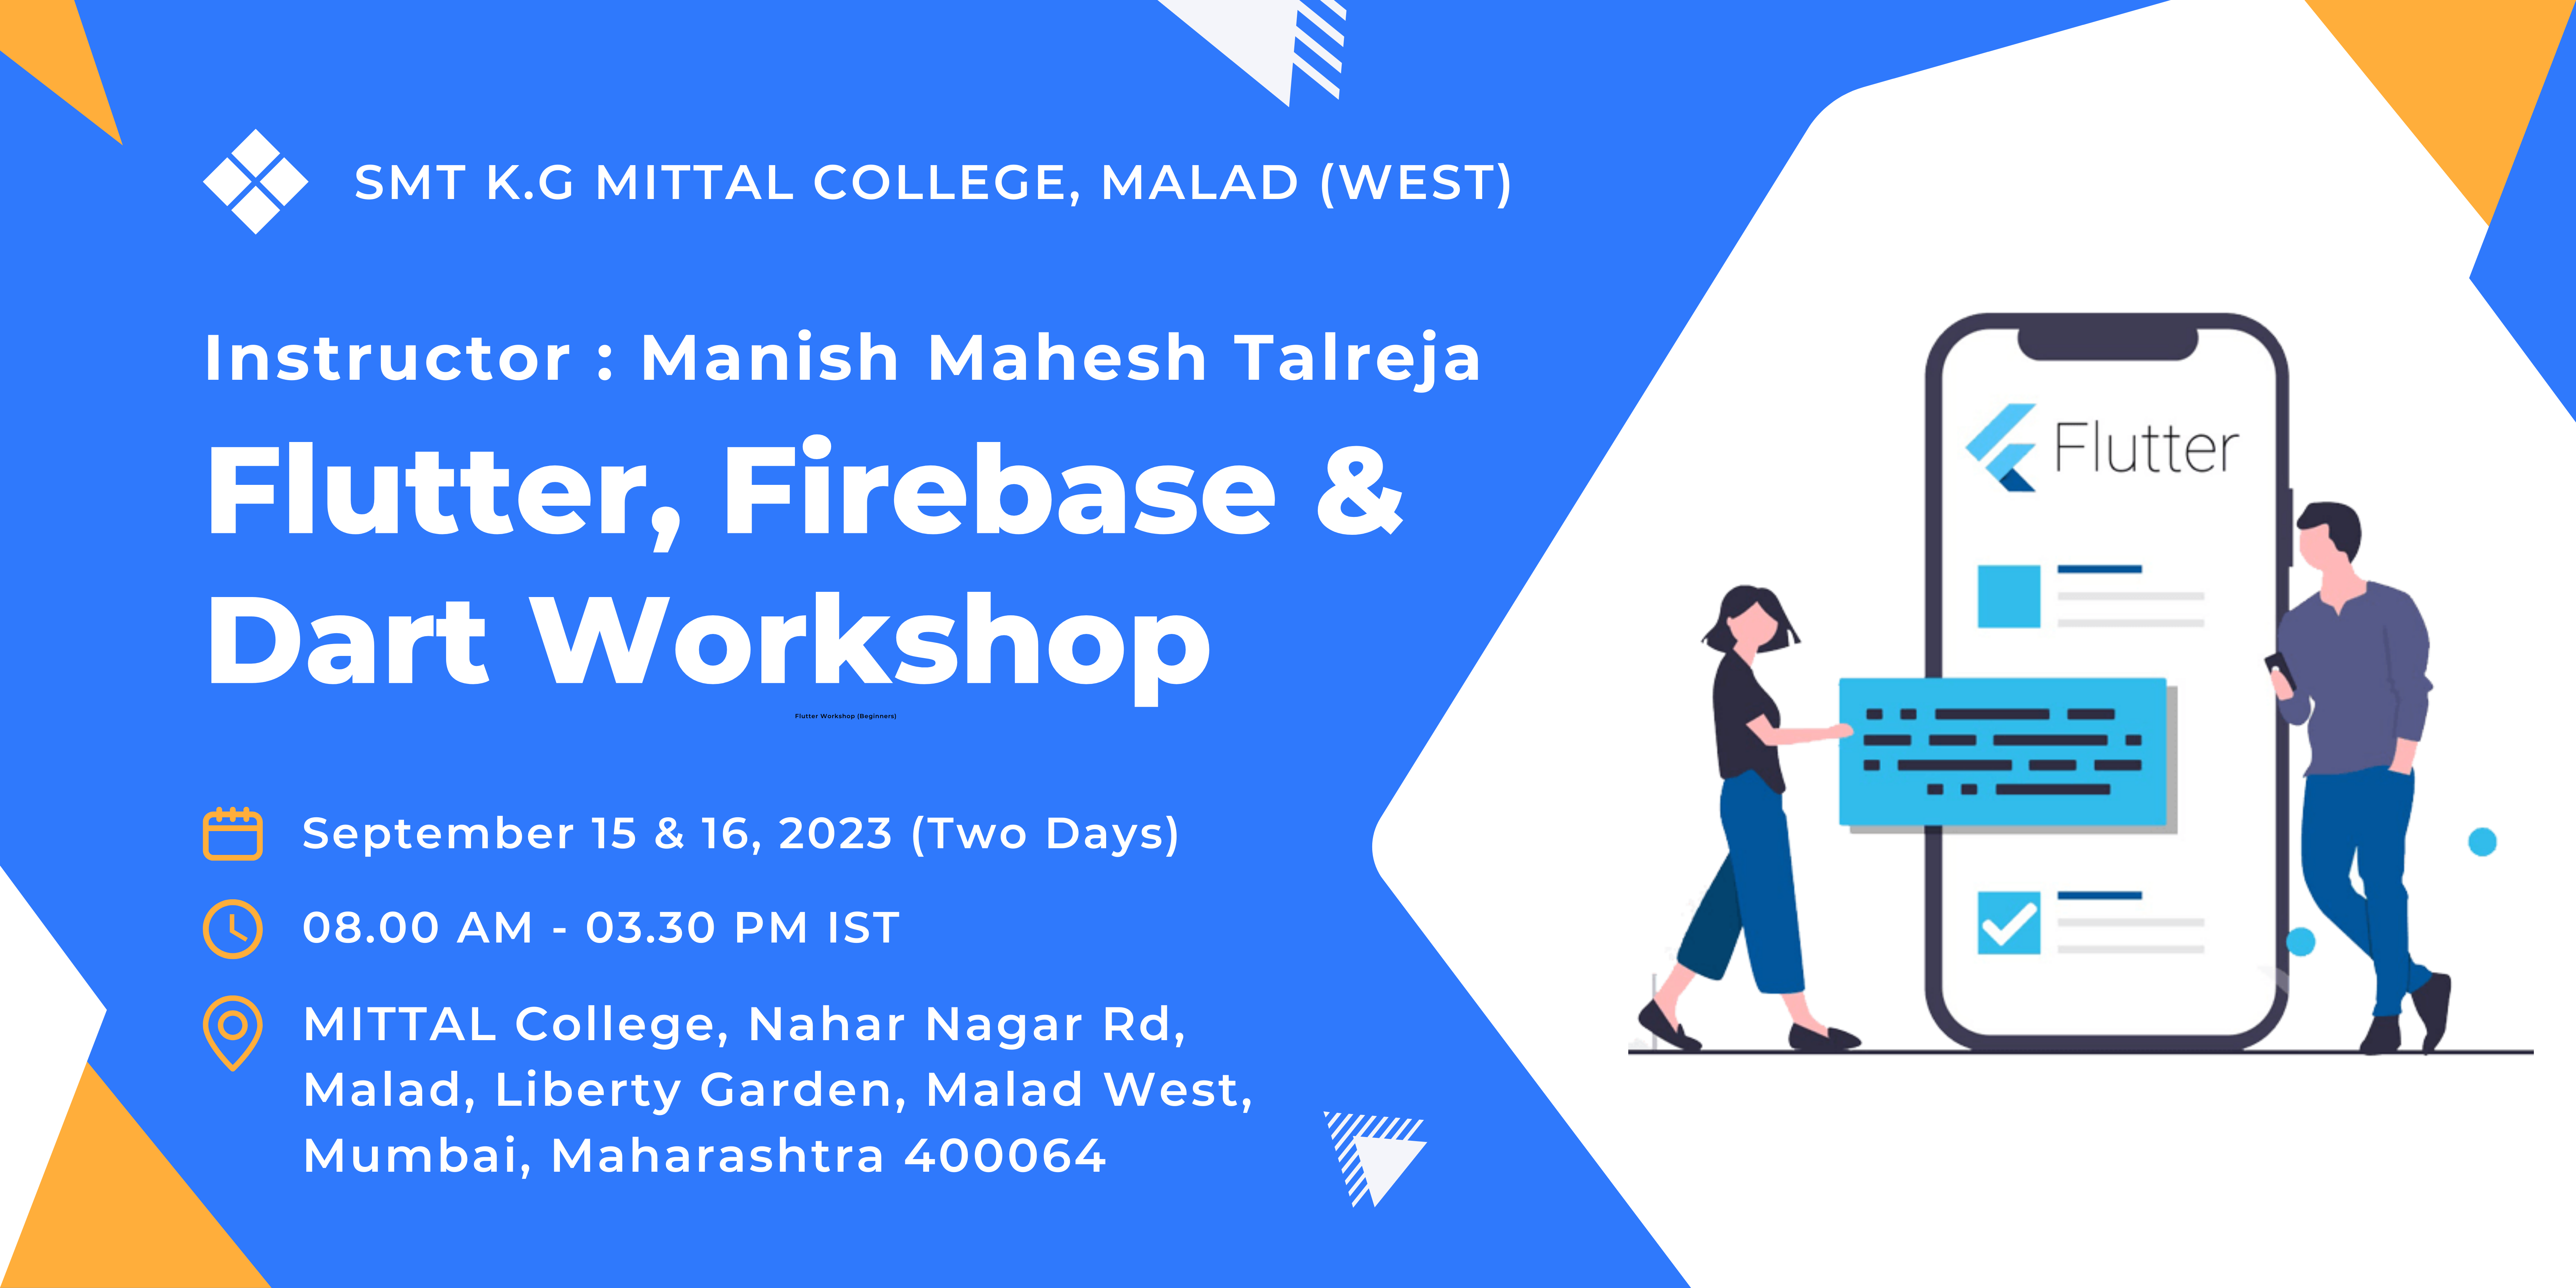 SMT K.G MITTAL COLLEGE, MALAD (WEST)
Instructor : Manish Mahesh Talreja
Flutter, Firebase &
Dart Workshop
Flutter Workshop (Beginners)
September 15 & 16, 2023 (Two Days)
08.00 AM - 03.30 PM IST
MITTAL College, Nahar Nagar Rd,
Malad, Liberty Garden, Malad West,
Mumbai, Maharashtra 400064
Flutter